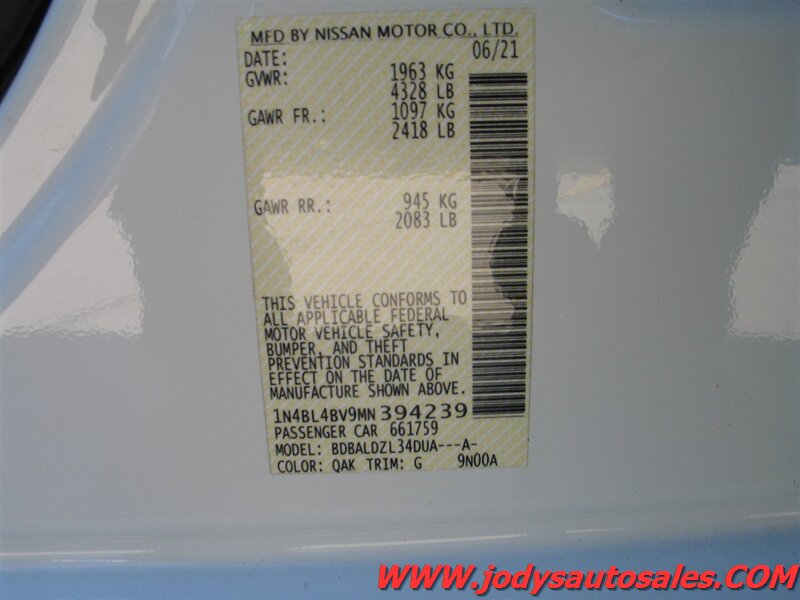 MFD BY NISSAN MOTOR CO., LTD.
DATE: 06/21
GVWR: 1963 KG
4328 LB
GAWR FR.: 1097 KG
2418 LB
GAWR RR.: 945 KG
2083 LB
THIS VEHICLE CONFORMS TO
ALL APPLICABLE FEDERAL
MOTOR VEHICLE SAFETY,
BUMPER, AND THEFT
PREVENTION STANDARDS IN
EFFECT ON THE DATE OF
MANUFACTURE SHOWN ABOVE.
1N4BL4BV9MN394239
PASSENGER CAR 661759
MODEL: BDBALDZL34DUA---A-
COLOR: QAK TRIM: G 9N00A
www.jodysautosales.COM